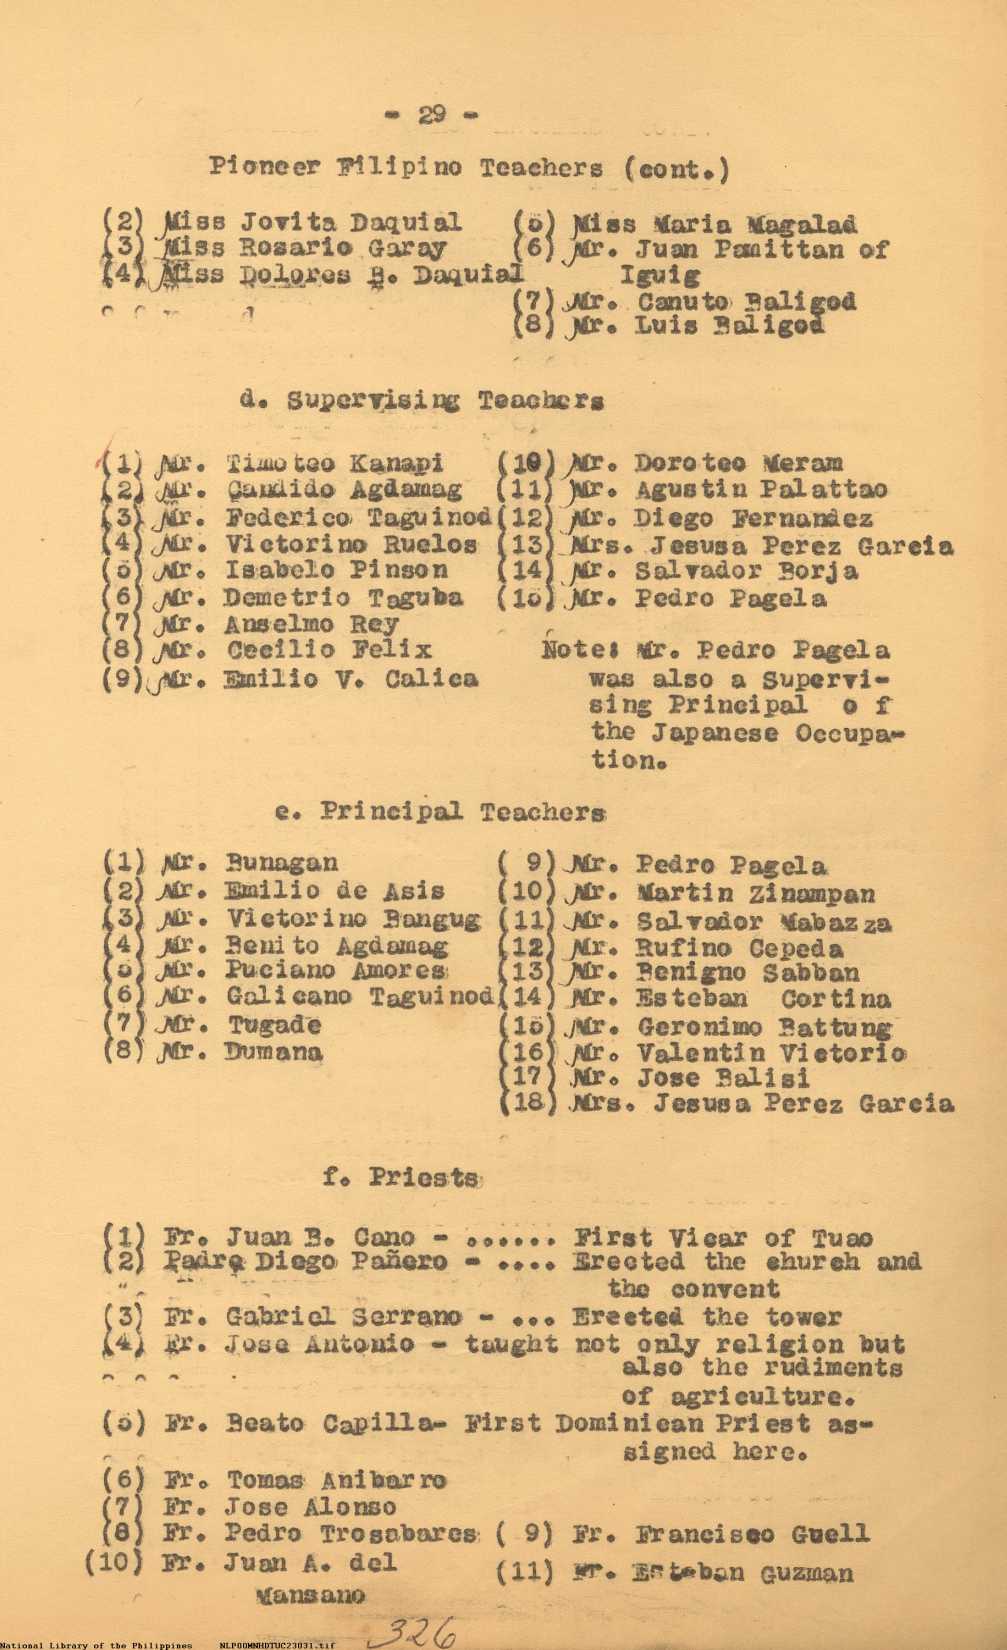 - 29 -
Pioneer Filipino Teachers (cont.)
(2) Miss Jovita Daquial
(3) Miss Rosario Garay
(4) Miss Dolores B. Daquial
(5) Miss Maria Magalad
(6) Mr. Juan Pamittan of
Iguig
(7) Mr. Canuto Baligod
(8) Mr. Luis Baligod
d. Supervising Teachers
(1) Mr. Timoteo Kanapi
(2) Mr. Candido Agdamag
(3) Mr. Federico Taguinod
(4) Mr. Victorino Ruelos
(5) Mr. Isabelo Pinson
(6) Mr. Demetrio Taguba
(7) Mr. Anselmo Rey
(8) Mr. Cecilio Felix
(9) Mr. Emilio V. Calica
(10) Mr. Doroteo Meram
(11) Mr. Agustin Palattao
(12) Mr. Diego Fernandez
(13) Mrs. Jesusa Perez Garcia
(14) Mr. Salvador Borja
(15) Mr. Pedro Pagela
Note: Mr. Pedro Pagela
was also a Supervi-
sing Principal o f
the Japanese Occupa-
tion.
e. Principal Teachers
(1) Mr. Bunagan
(2) Mr. Emilio de Asis
(3) Mr. Victorino Bangug
(4) Mr. Benito Agdamag
(5) Mr. Puciano Amores
(6) Mr. Galicano Taguinod
(7) Mr. Tugade
(8) Mr. Dumana
( 9) Mr. Pedro Pagela
(10) Mr. Martin Zinampan
(11) Mr. Salvador Mabazza
(12) Mr. Rufino Cepeda
(13) Mr. Benigno Sabban
(14) Mr. Esteban Cortina
(15) Mr. Geronimo Battung
(16) Mr. Valentin Victorio
(17) Mr. Jose Balisi
(18) Mrs. Jesusa Perez Garcia
f. Priests
(1) Fr. Juan B. Cano - ...... First Vicar of Tuao
(2) Padre Diego Pañero - .... Erected the church and
the convent
(3) Fr. Gabriel Serrano - ... Erected the tower
(4) Fr. Jose Antonio - taught not only religion but
also the rudiments
of agriculture.
(5) Fr. Beato Capilla- First Dominican Priest as-
signed here.
(6) Fr. Tomas Anibarro
(7) Fr. Jose Alonso
(8) Fr. Pedro Trosabares ( 9) Fr. Francisco Guell
(10) Fr. Juan A. del (11) Fr. Esteban Guzman
Mansano
326
National Library of the Philippines NLP00MNHDTUC23031.tif